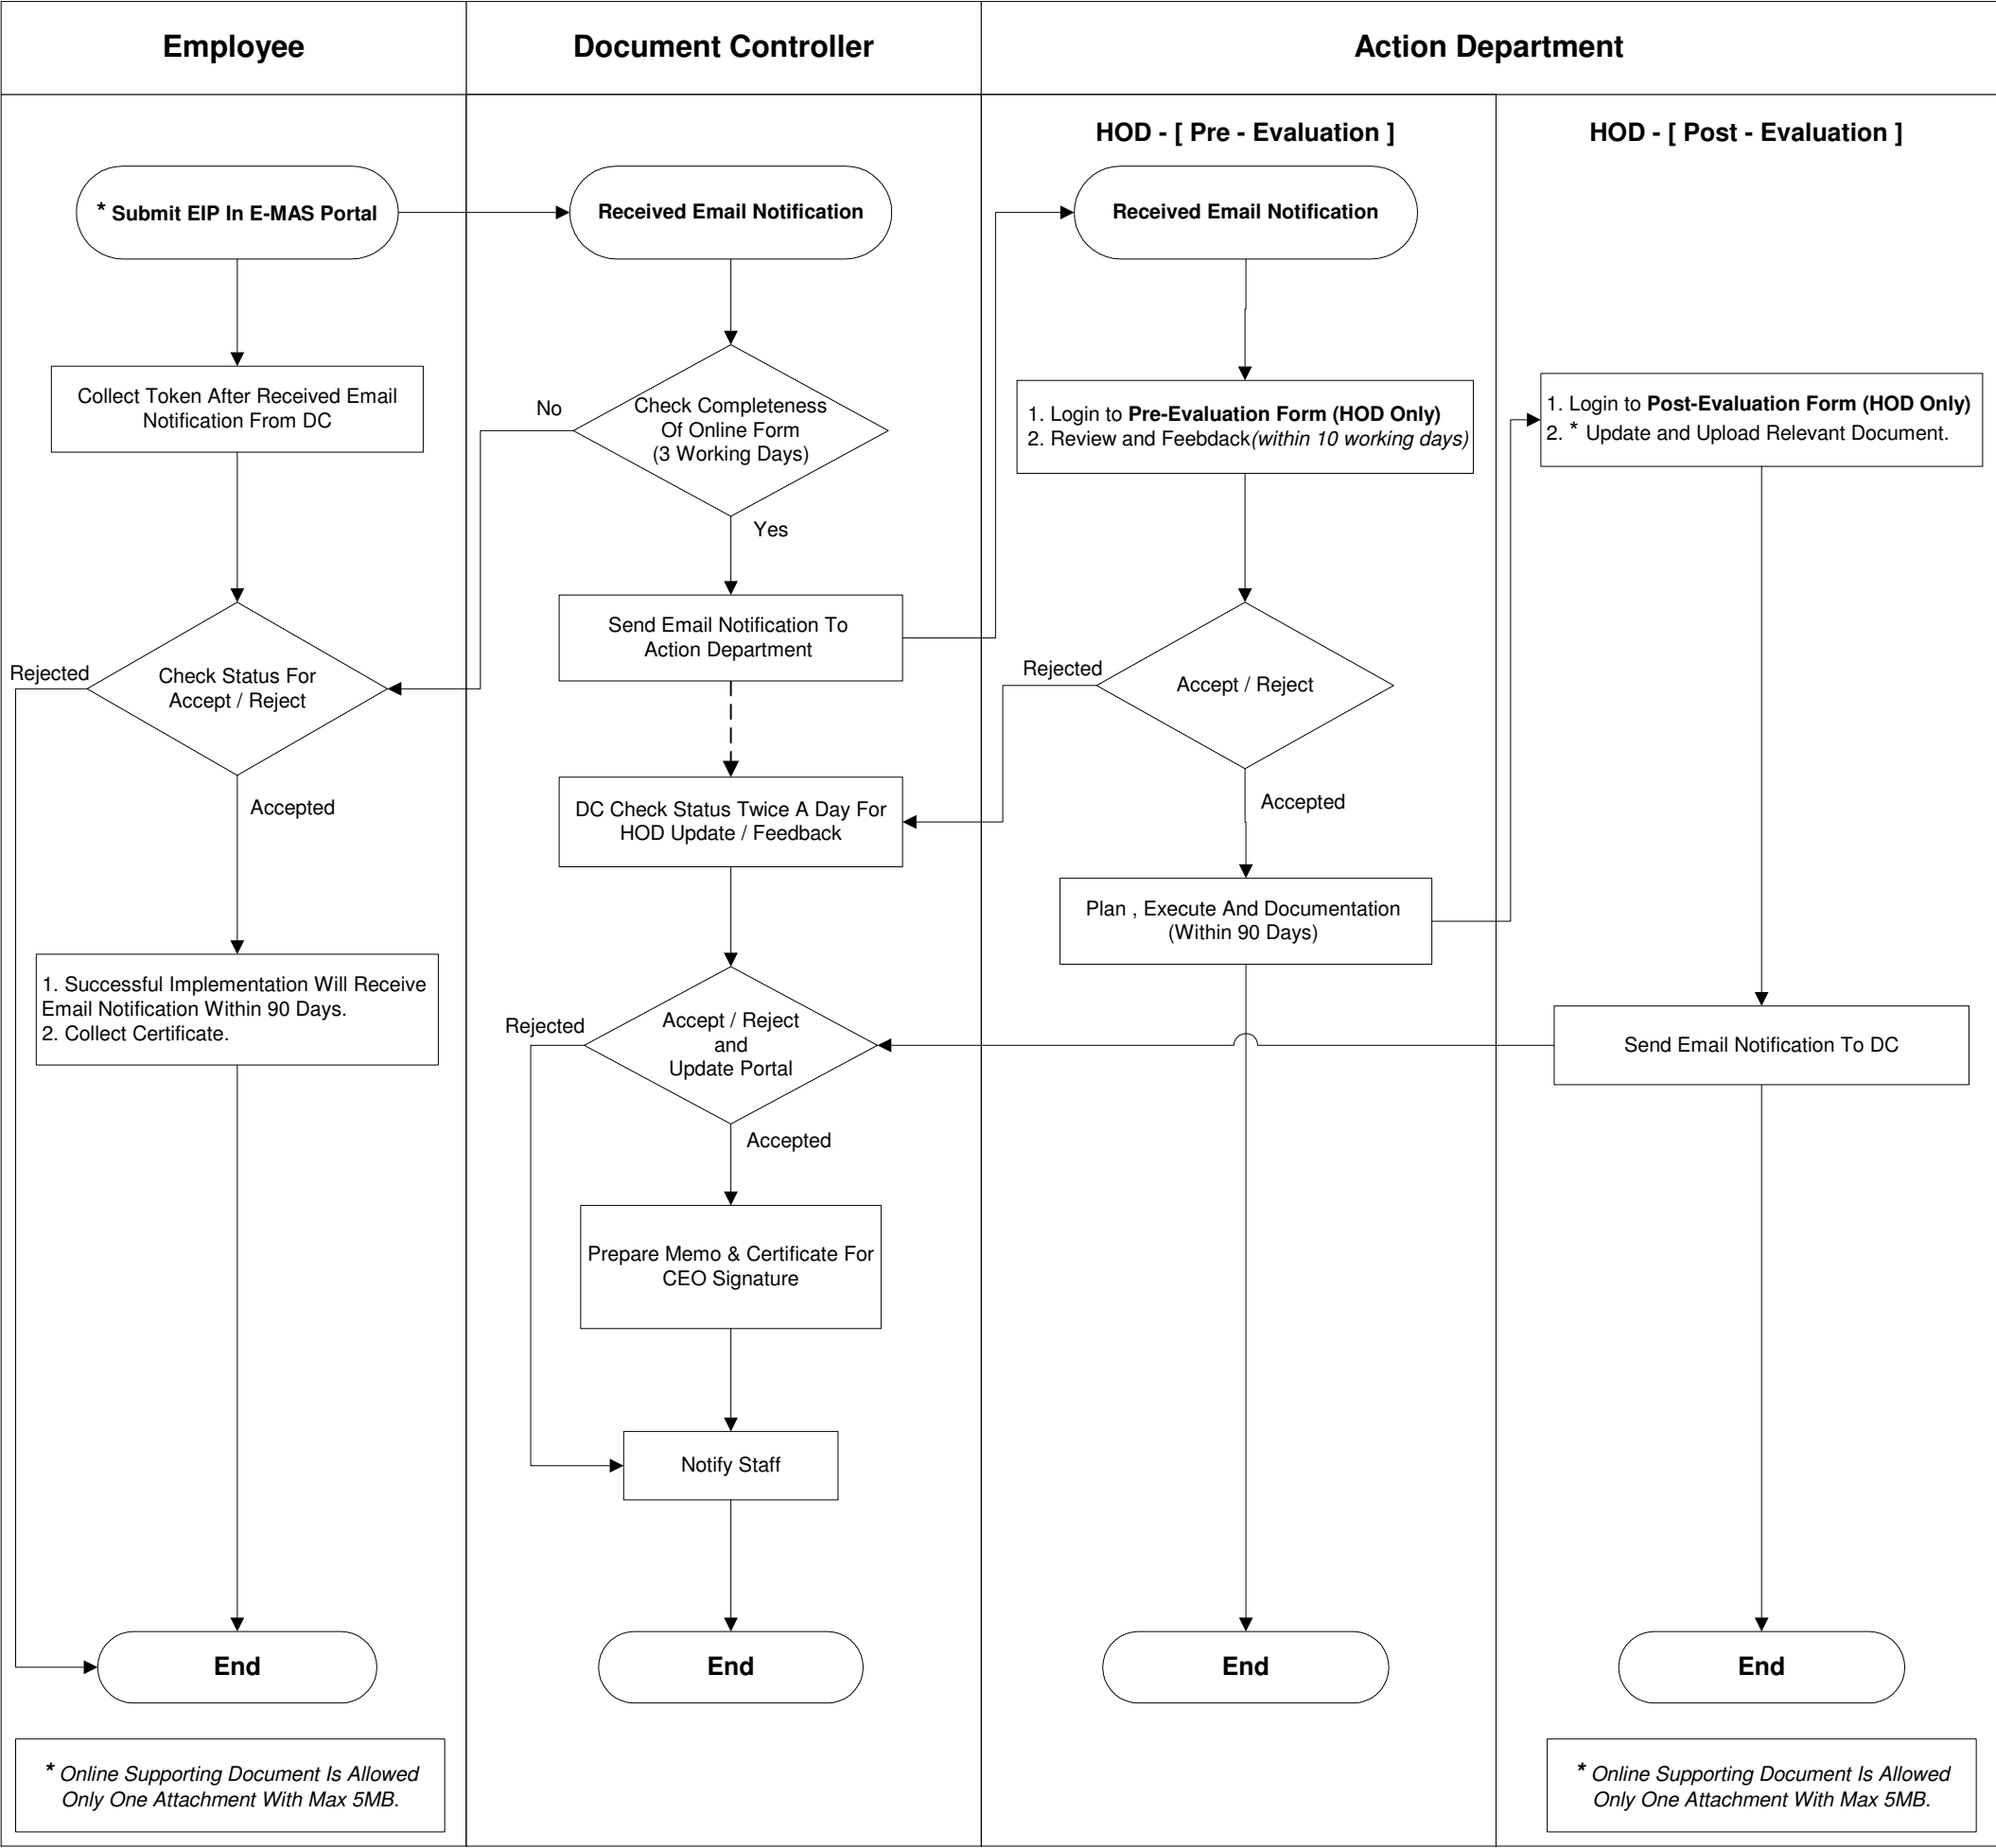 Employee
Document Controller
Action Department
HOD - [ Pre - Evaluation ]
HOD - [ Post - Evaluation ]
* Submit EIP In E-MAS Portal
Received Email Notification
Received Email Notification
Collect Token After Received Email
Notification From DC
No
Check Completeness
Of Online Form
(3 Working Days)
Yes
1. Login to Pre-Evaluation Form (HOD Only)
2. Review and Feebdack(within 10 working days)
1. Login to Post-Evaluation Form (HOD Only)
2. * Update and Upload Relevant Document.
Send Email Notification To
Action Department
Rejected
Check Status For
Accept / Reject
Accepted
Rejected
Accept / Reject
Accepted
DC Check Status Twice A Day For
HOD Update / Feedback
Plan , Execute And Documentation
(Within 90 Days)
1. Successful Implementation Will Receive
Email Notification Within 90 Days.
2. Collect Certificate.
Rejected
Accept / Reject
and
Update Portal
Accepted
Send Email Notification To DC
Prepare Memo & Certificate For
CEO Signature
Notify Staff
End
End
End
End
* Online Supporting Document Is Allowed
Only One Attachment With Max 5MB.
* Online Supporting Document Is Allowed
Only One Attachment With Max 5MB.